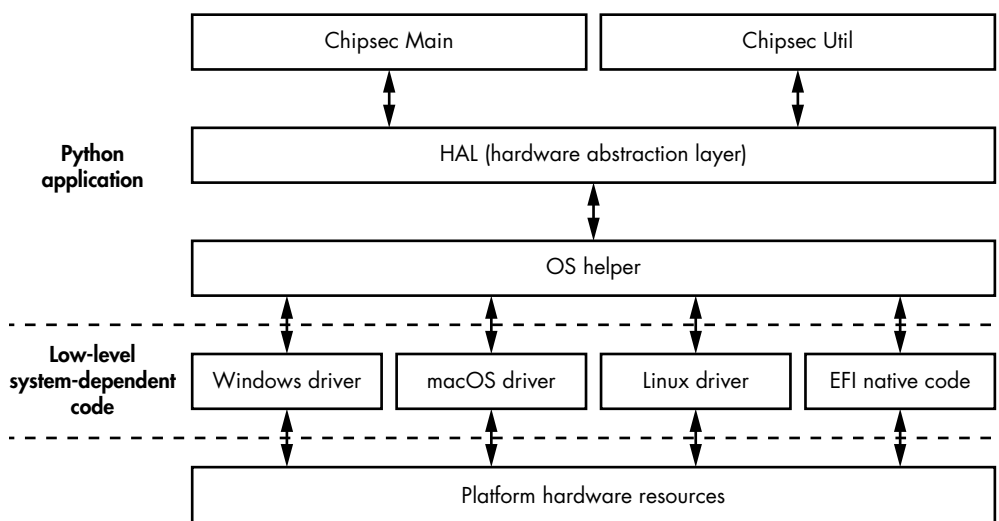 Chipsec Main
Chipsec Util
Python
application
HAL (hardware abstraction layer)
OS helper
Low-level
system-dependent
code
Windows driver
macOS driver
Linux driver
EFI native code
Platform hardware resources